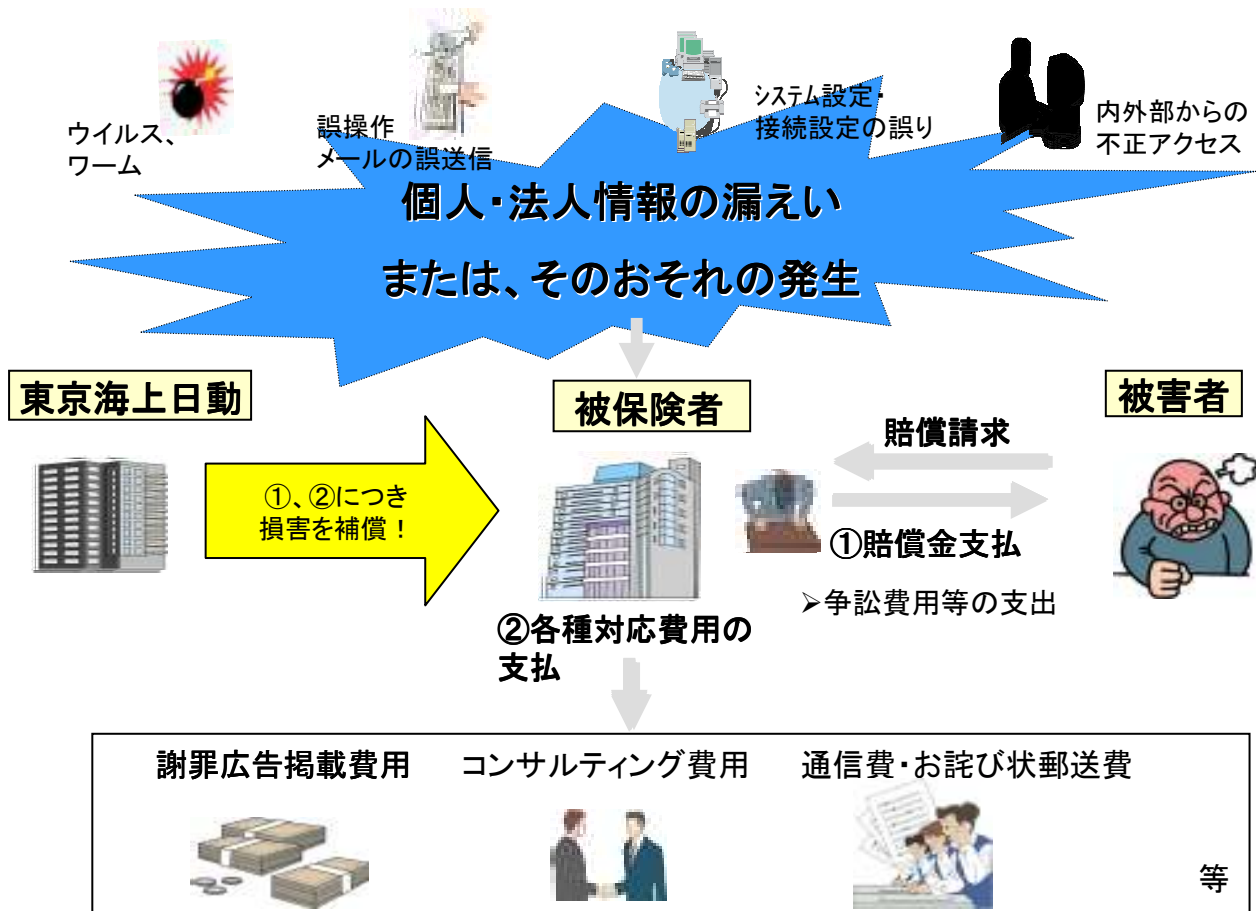 ウイルス、
ワーム
誤操作
メールの誤送信
システム設定・
接続設定の誤り
内外部からの
不正アクセス
個人・法人情報の漏えい
または、そのおそれの発生
東京海上日動
被保険者
被害者
①、②につき
損害を補償！
賠償請求
①賠償金支払
➢争訟費用等の支出
②各種対応費用の
支払
謝罪広告掲載費用
コンサルティング費用
通信費・お詫び状郵送費
等